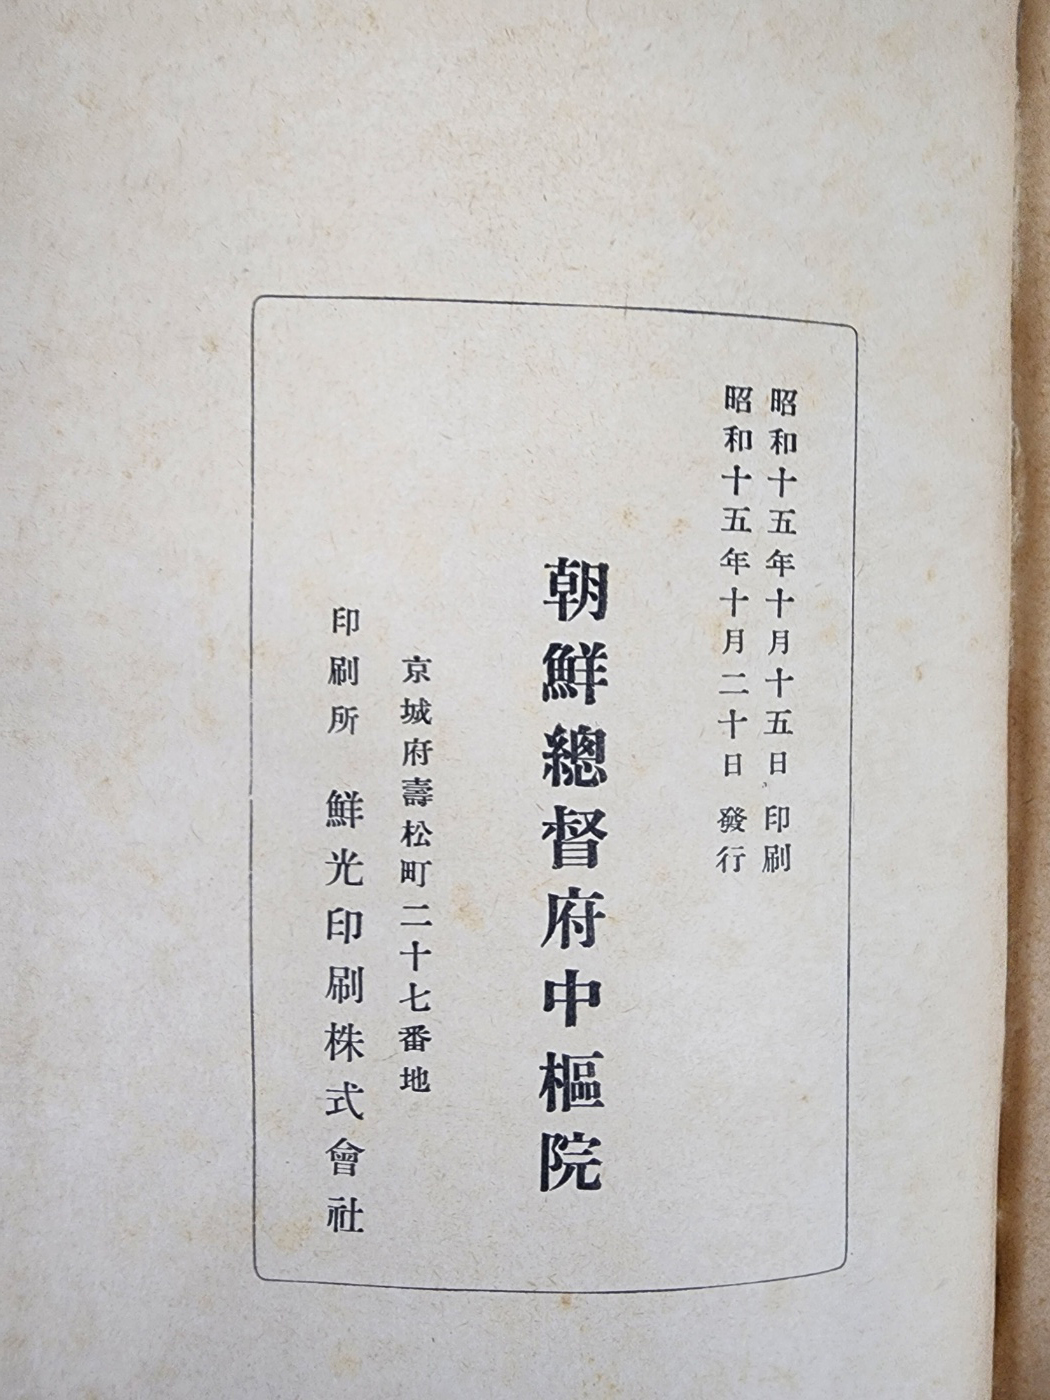 昭和十五年十月十五日 印刷
昭和十五年十月二十日 發行
朝鮮總督府中樞院
京城府壽松町二十七番地
印刷所 鮮光印刷株式會社